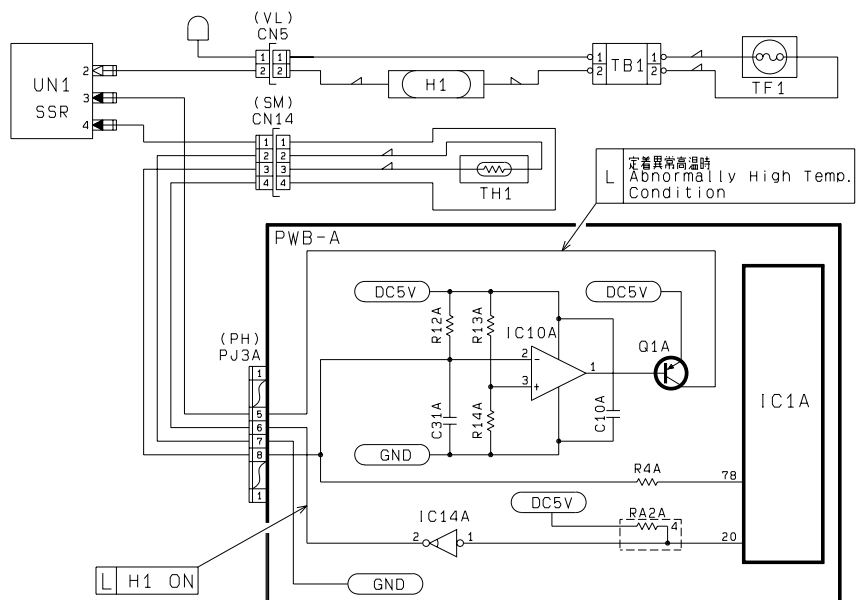 (VL)
CN5
UN1
SSR
2
3
4
1 1
2 2
H1
1 TB1 1
2 2
TF1
(SM)
CN14
1 1
2 2
3 3
4 4
TH1
L 定着異常高温時
Abnormally High Temp.
Condition
PWB-A
DC5V
DC5V
R12A
R13A
IC10A
Q1A
2 -
3 +
1
C31A
R14A
C10A
GND
IC1A
(PH)
PJ3A
1
5
6
7
8
1
R4A
78
DC5V
RA2A
4
IC14A
2 1
20
L H1 ON
GND